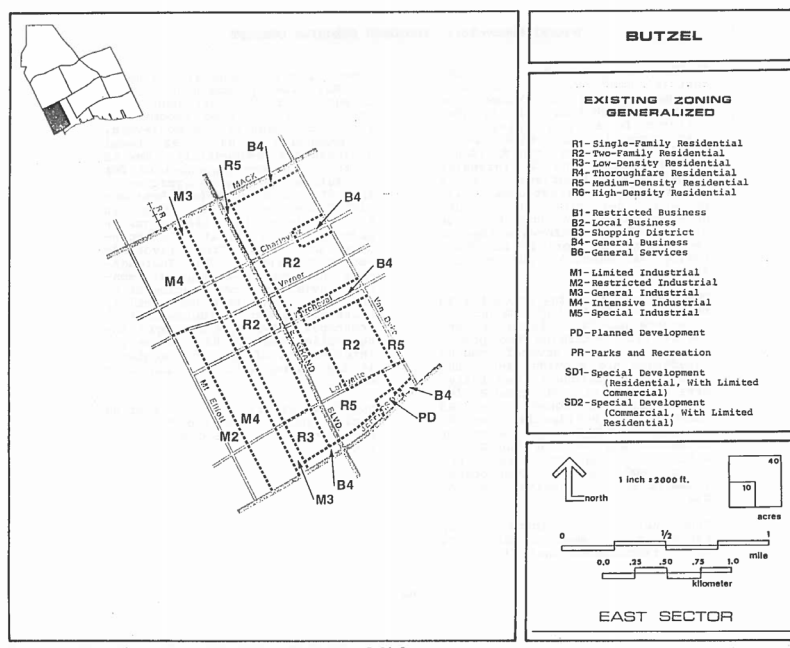 BUTZEL
EXISTING ZONING
GENERALIZED
R1-Single-Family Residential
R2-Two-Family Residential
R3-Low-Density Residential
R4-Thoroughfare Residential
R5-Medium-Density Residential
R6-High-Density Residential
B1-Restricted Business
B2-Local Business
B3-Shopping District
B4-General Business
B6-General Services
M1-Limited Industrial
M2-Restricted Industrial
M3-General Industrial
M4-Intensive Industrial
M5-Special Industrial
PD-Planned Development
PR-Parks and Recreation
SD1-Special Development
(Residential, With Limited
Commercial)
SD2-Special Development
(Commercial, With Limited
Residential)
B4
R5
MACK
M3
RR
B4
Charlevoix
M4
R2
Vernor
B4
Kercheval
Van Dyke
R2
GRAND
R2
R5
Mt. Elliott
Lafayette
B4
M4
R5
PD
BLVD.
M2
R3
B4
M3
north
1 inch = 2000 ft.
40
10
acres
0 1/2 1
mile
0.0 .25 .50 .75 1.0
kilometer
EAST SECTOR